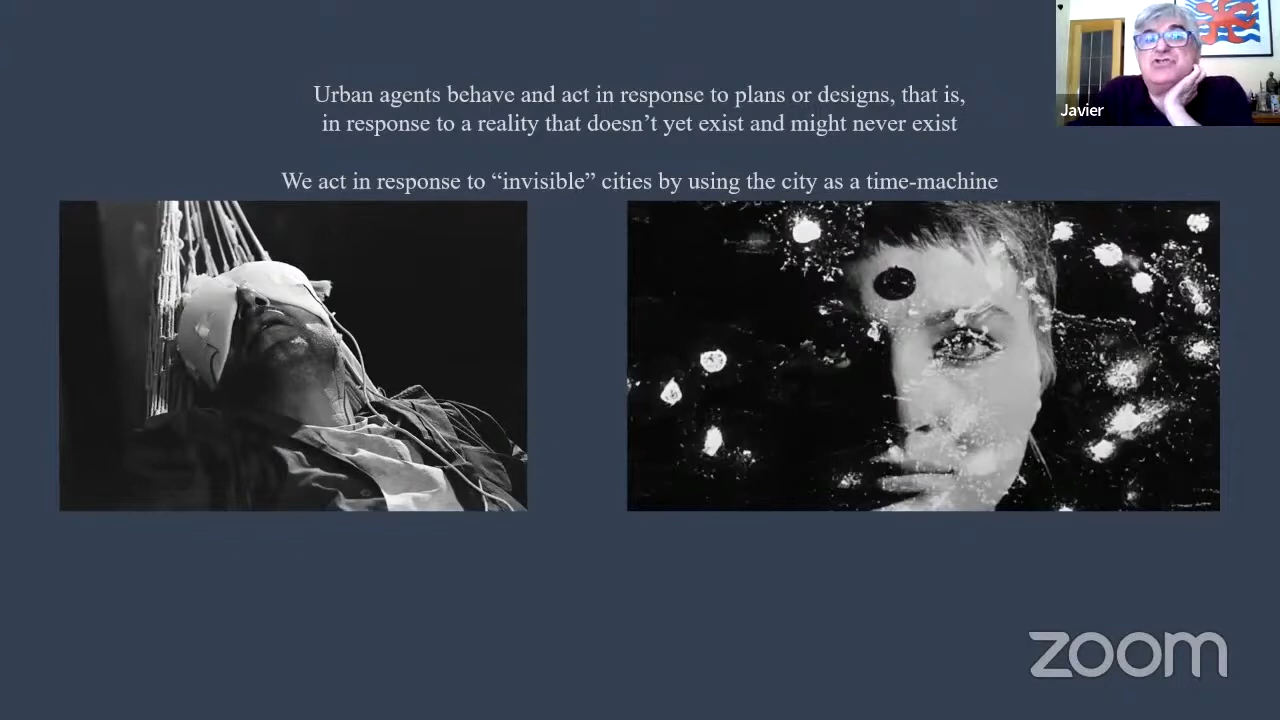 Urban agents behave and act in response to plans or designs, that is,
in response to a reality that doesn’t yet exist and might never exist
We act in response to “invisible” cities by using the city as a time-machine
Javier
zoom